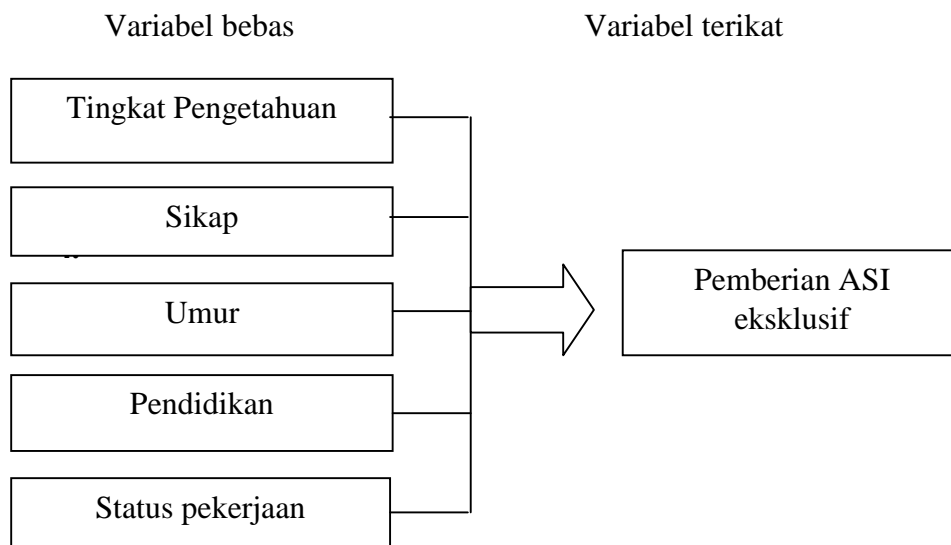 Variabel bebas
Variabel terikat
Tingkat Pengetahuan
Sikap
Umur
Pendidikan
Status pekerjaan
Pemberian ASI
eksklusif